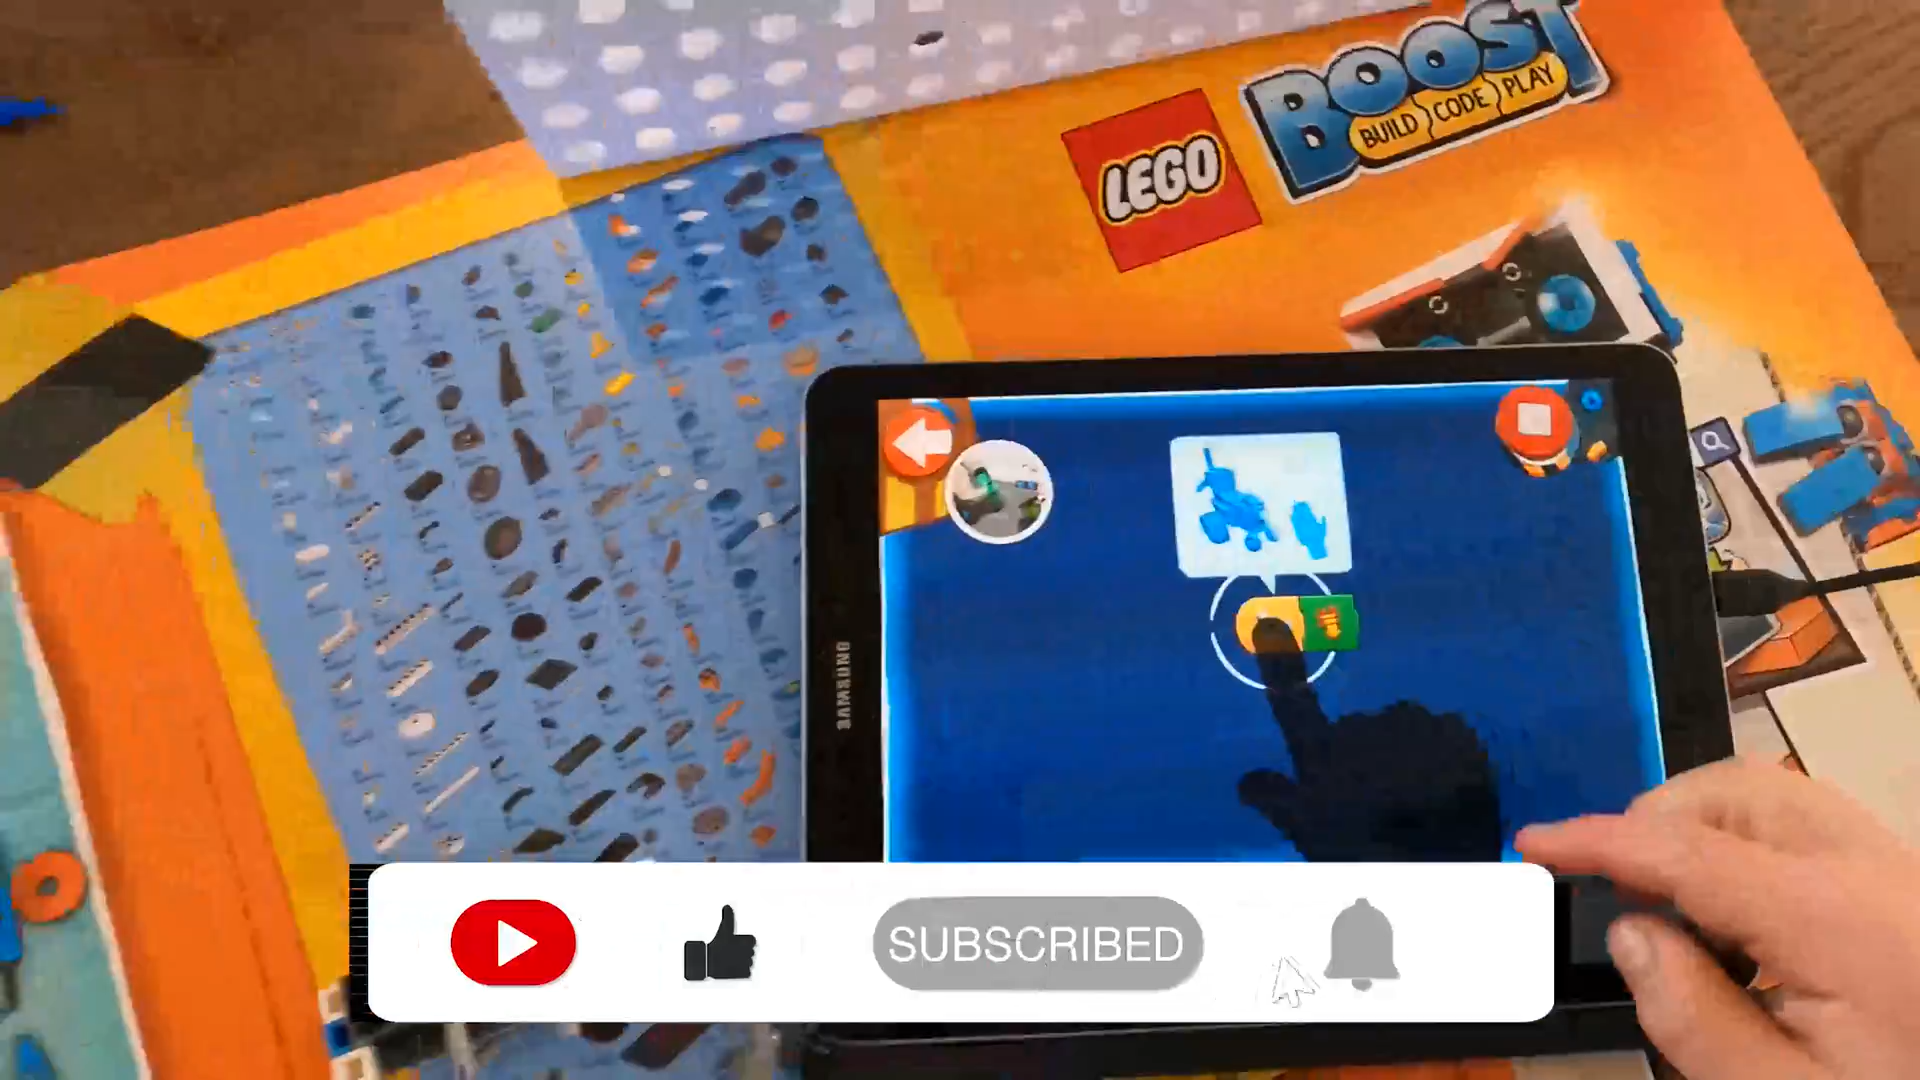 LEGO
BOOST
BUILD CODE PLAY
SAMSUNG
SUBSCRIBED